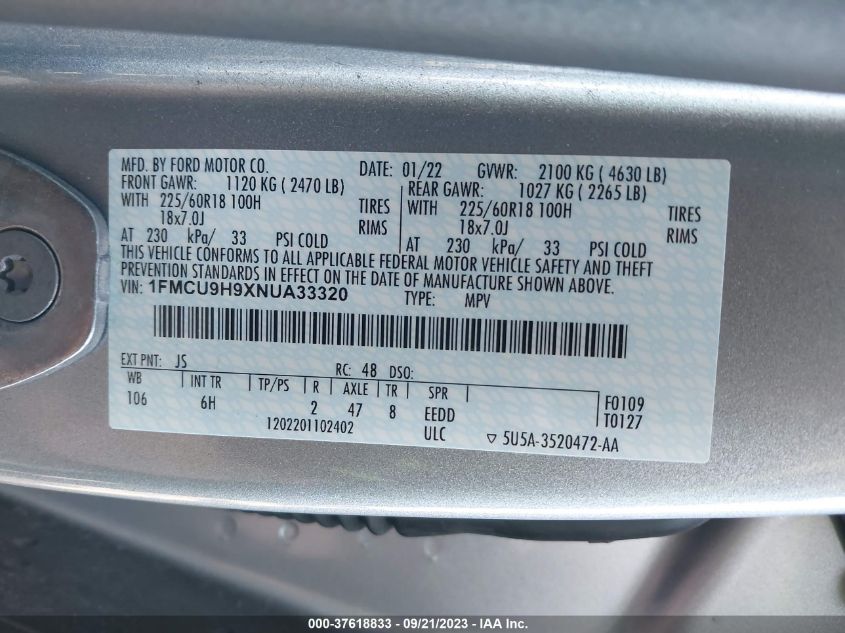 MFD. BY FORD MOTOR CO. DATE: 01/22 GVWR: 2100 KG ( 4630 LB)
FRONT GAWR: 1120 KG ( 2470 LB) REAR GAWR: 1027 KG ( 2265 LB)
WITH 225/60R18 100H TIRES WITH 225/60R18 100H TIRES
18x7.0J RIMS 18x7.0J RIMS
AT 230 kPa/ 33 PSI COLD AT 230 kPa/ 33 PSI COLD
THIS VEHICLE CONFORMS TO ALL APPLICABLE FEDERAL MOTOR VEHICLE SAFETY AND THEFT
PREVENTION STANDARDS IN EFFECT ON THE DATE OF MANUFACTURE SHOWN ABOVE.
VIN: 1FMCU9H9XNUA33320 TYPE: MPV
EXT PNT: JS RC: 48 DSO:
WB INT TR TP/PS R AXLE TR SPR F0109
106 6H 2 47 8 EEDD T0127
1202201102402 ULC ▽ 5U5A-3520472-AA
000-37618833 - 09/21/2023 - IAA Inc.